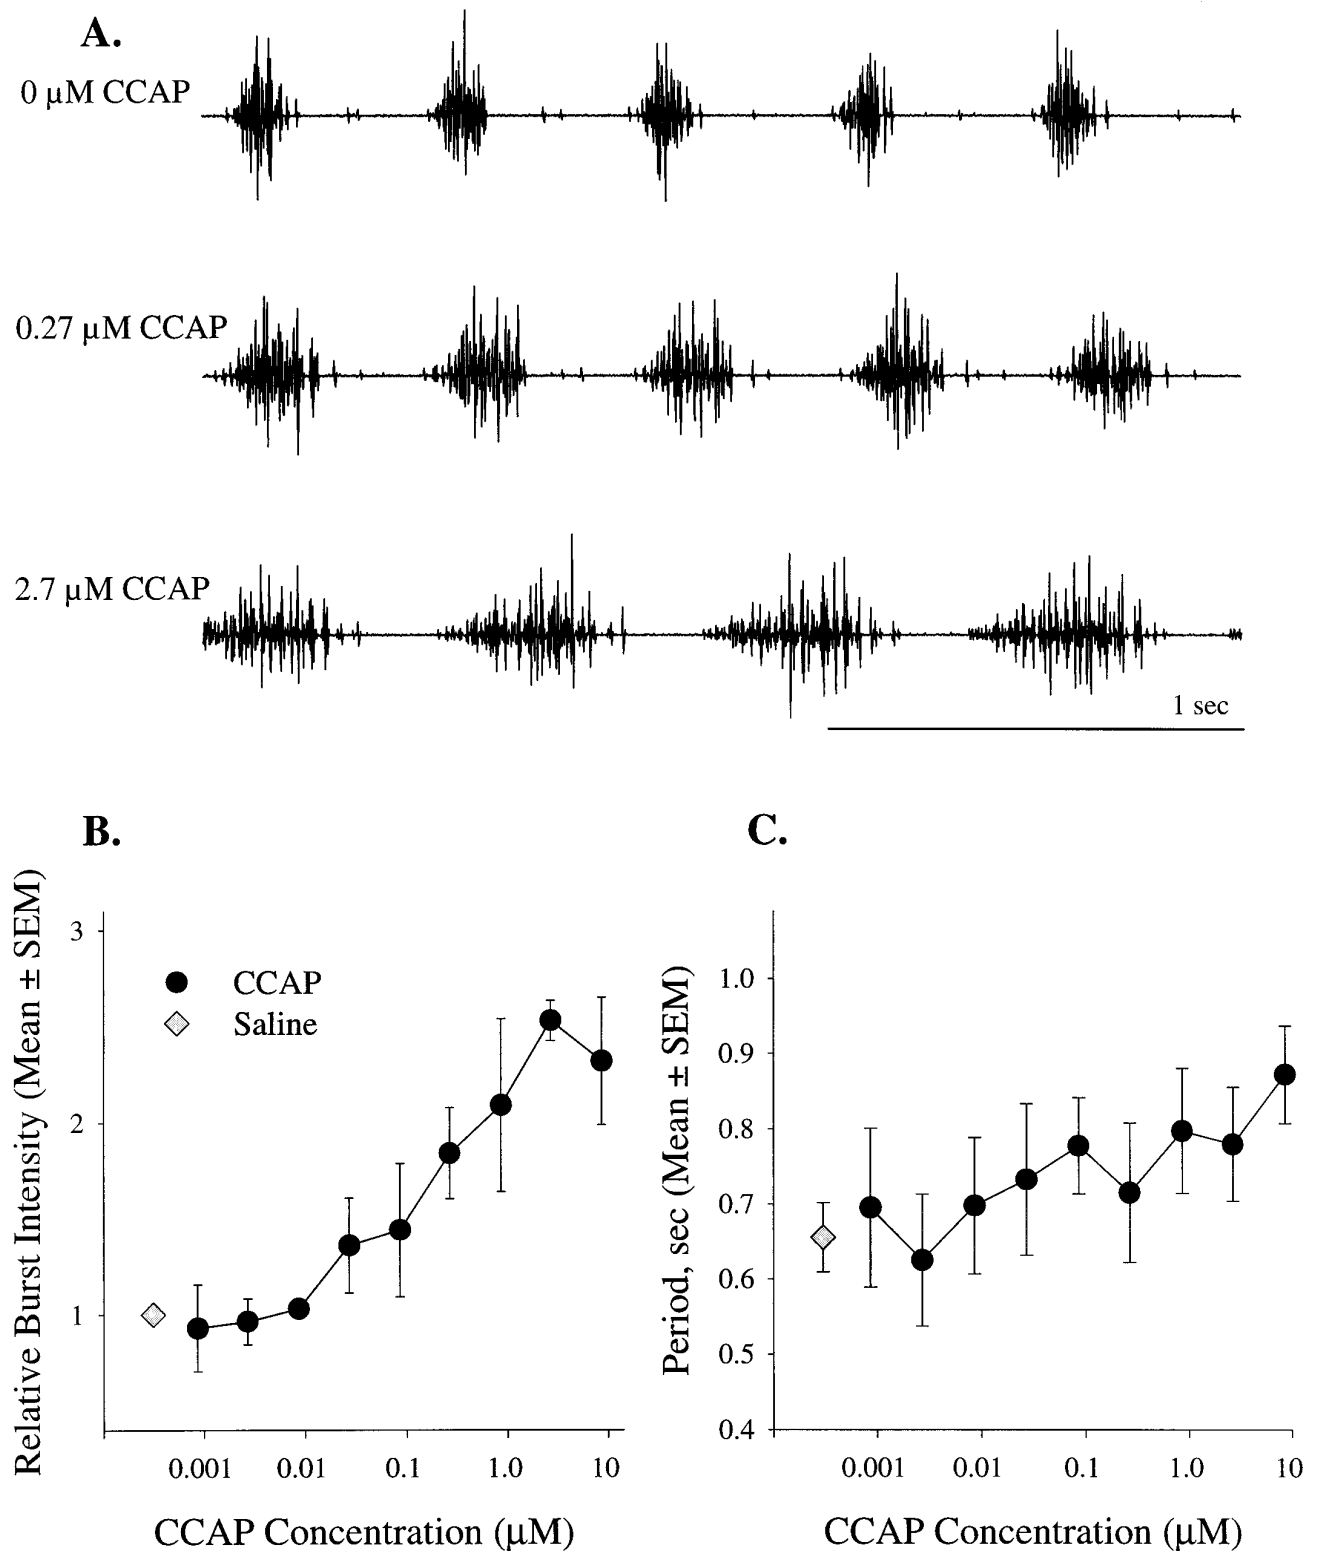 A.
0 µM CCAP
0.27 µM CCAP
2.7 µM CCAP
1 sec
B.
Relative Burst Intensity (Mean ± SEM)
3
2
1
CCAP
Saline
0.001 0.01 0.1 1.0 10
CCAP Concentration (µM)
C.
Period, sec (Mean ± SEM)
1.0
0.9
0.8
0.7
0.6
0.5
0.4
0.001 0.01 0.1 1.0 10
CCAP Concentration (µM)